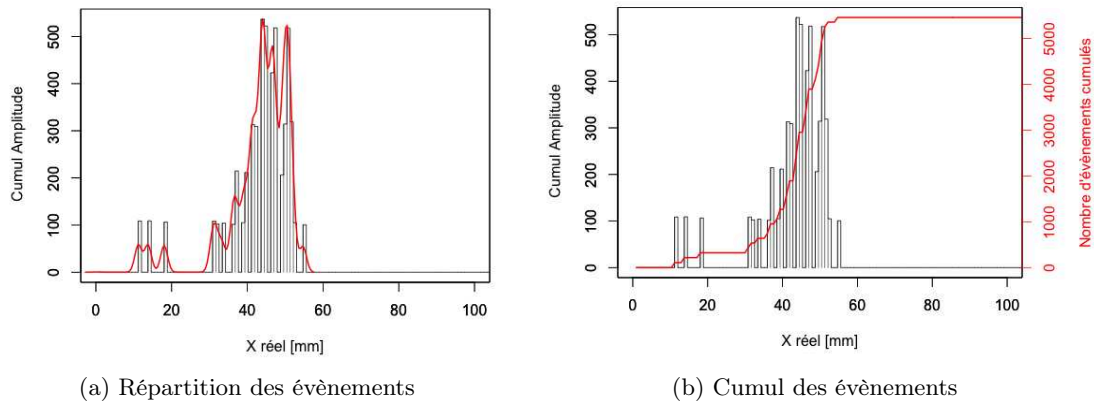 Cumul Amplitude
500
400
300
200
100
0
0 20 40 60 80 100
X réel [mm]
(a) Répartition des évènements
Cumul Amplitude
500
400
300
200
100
0
0 20 40 60 80 100
X réel [mm]
5000
4000
3000
2000
1000
0
Nombre d'évènements cumulés
(b) Cumul des évènements